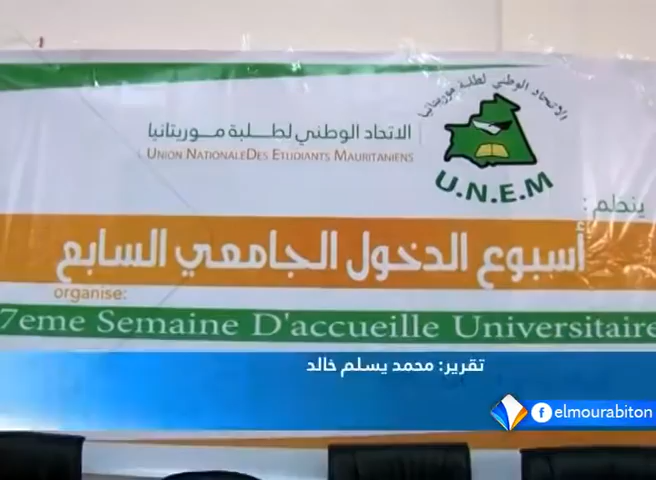 الاتحاد الوطني لطلبة موريتانيا
الاتحاد الوطني لطلبة موريتانيا
UNION NATIONALEDES ETUDIANTS MAURITANIENS
U.N.E.M
ينظم:
أسبوع الدخول الجامعي السابع
organise:
7eme Semaine D'accueille Universitaire
تقرير: محمد يسلم خالد
elmourabiton